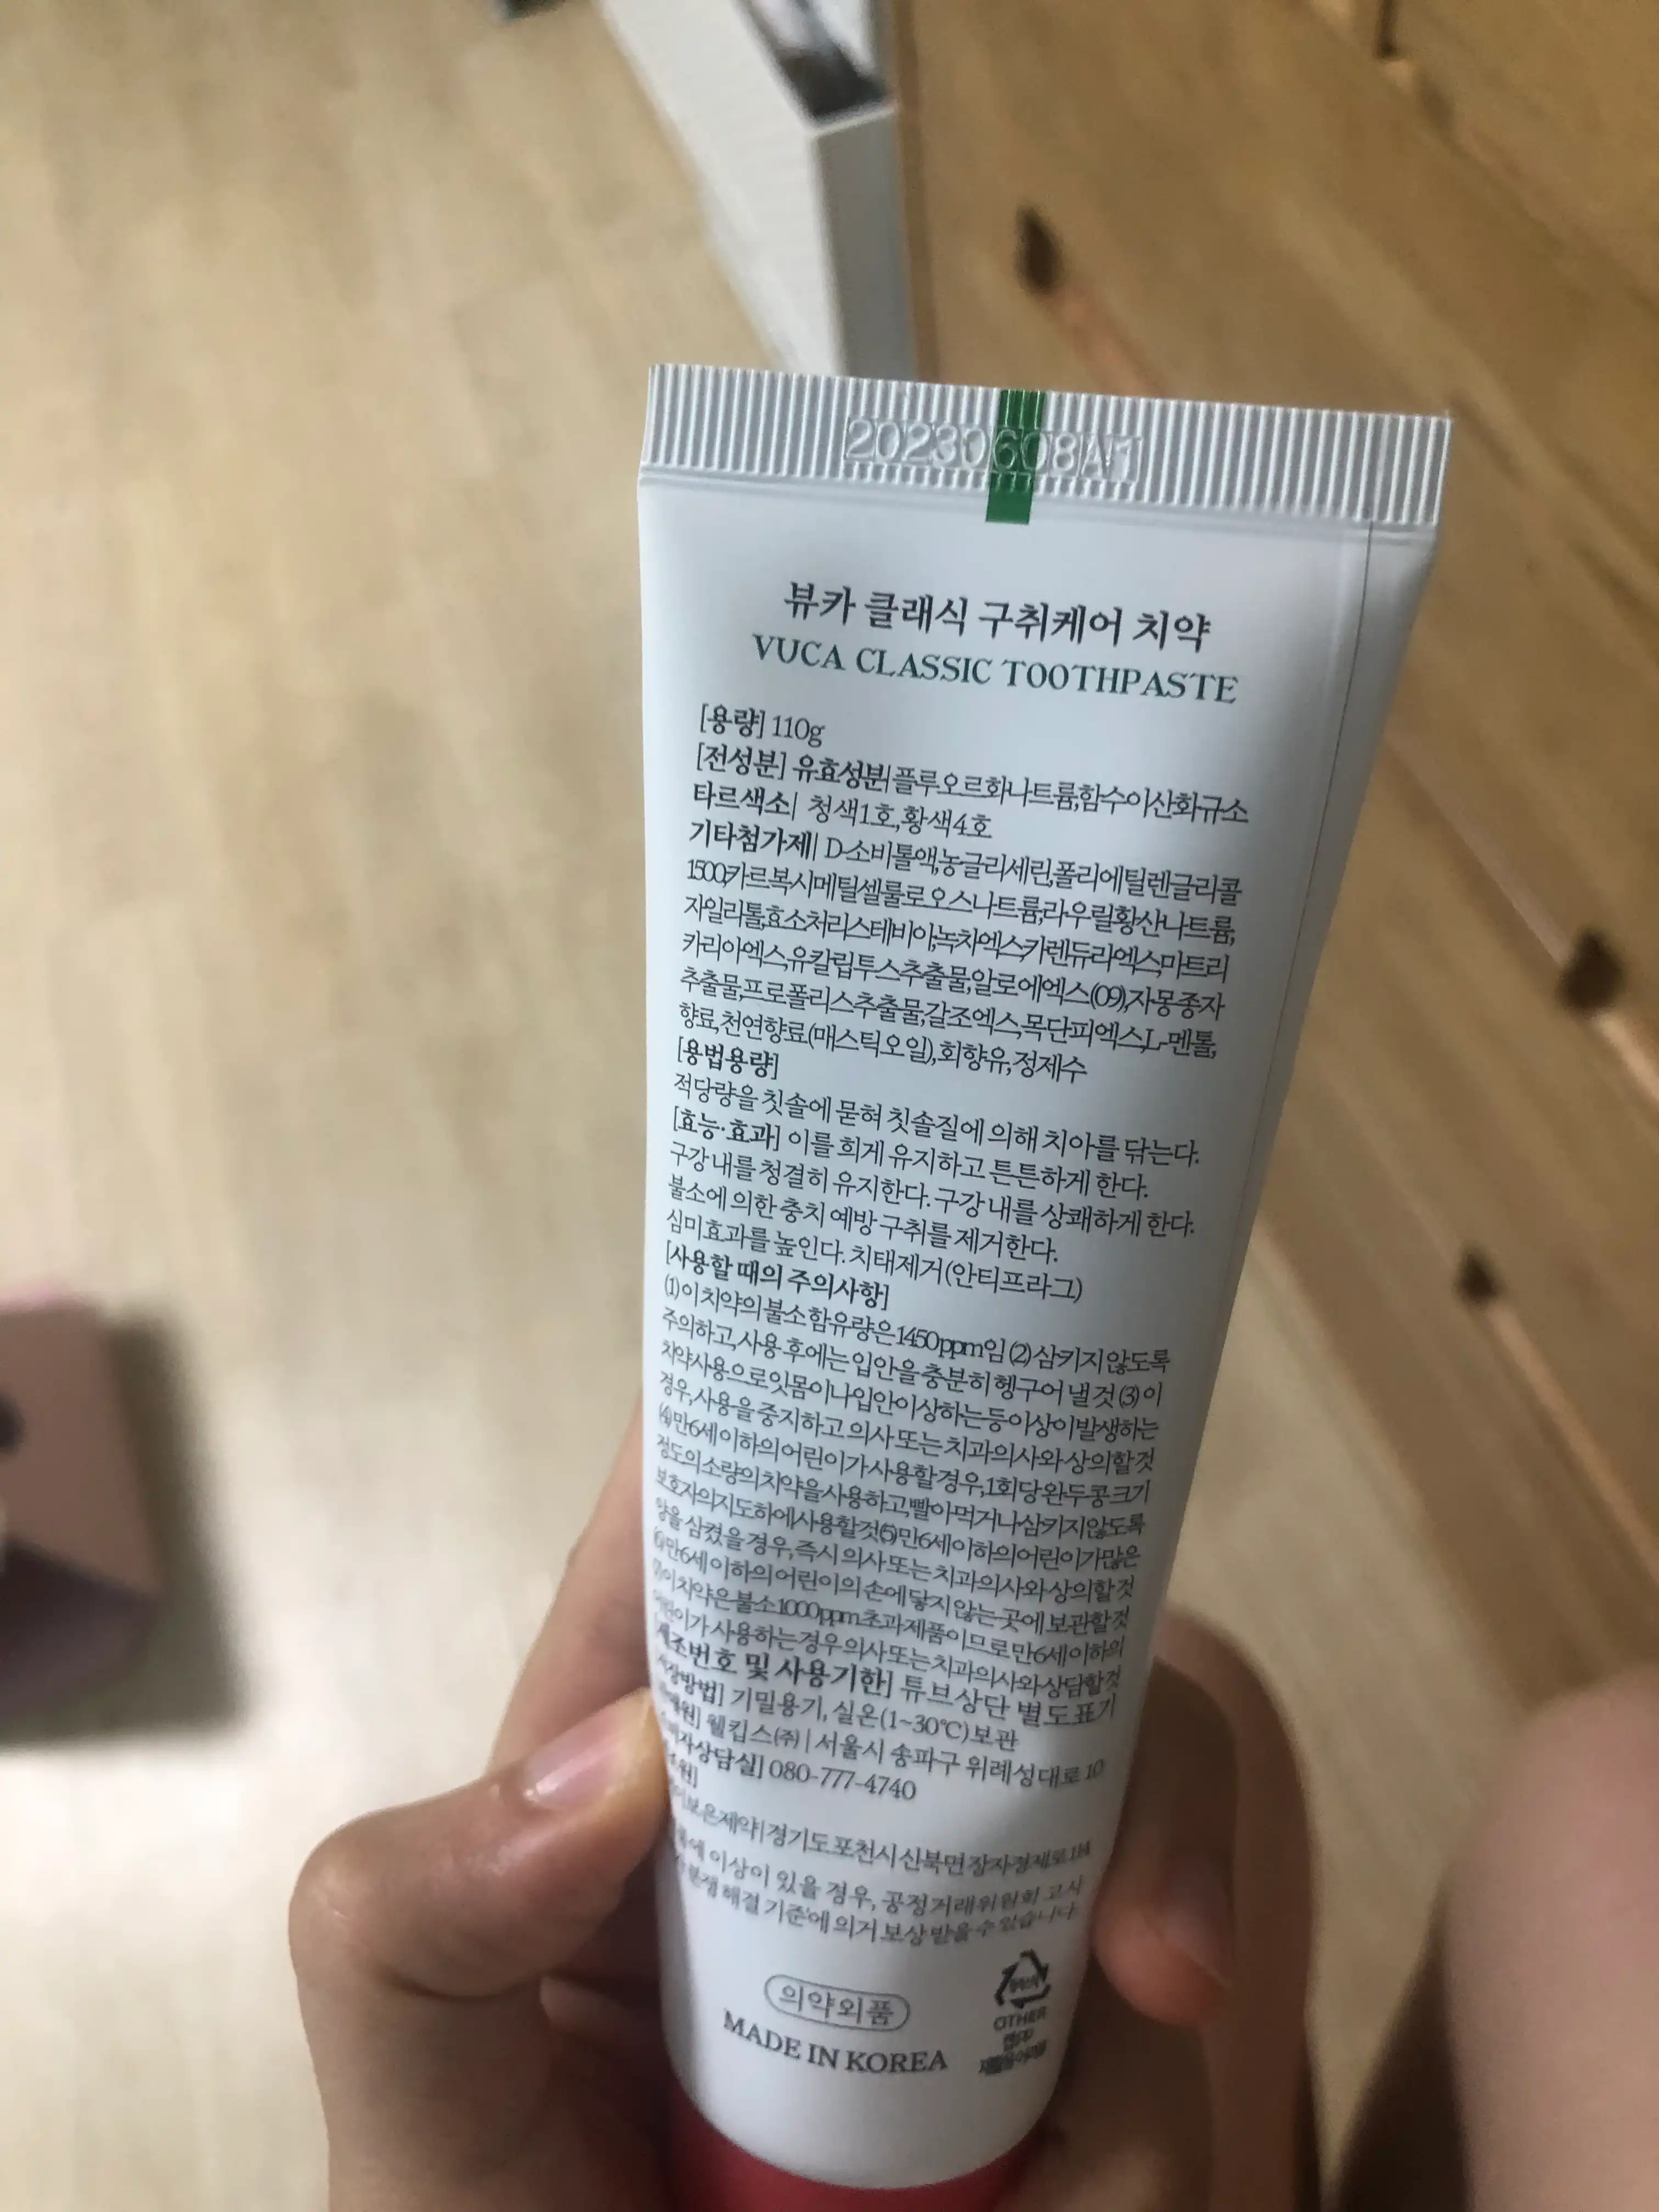 20230608A1
뷰카 클래식 구취케어 치약
VUCA CLASSIC TOOTHPASTE
[용량] 110g
[전성분] 유효성분| 플루오르화나트륨,함수이산화규소
타르색소| 청색1호,황색4호
기타첨가제| D-소비톨액,농글리세린,폴리에틸렌글리콜
1500,카르복시메틸셀룰로오스나트륨,라우릴황산나트륨,
자일리톨,효소처리스테비아,녹차엑스,카렌듀라엑스,마트리
카리아엑스,유칼립투스추출물,알로에엑스(09),자몽종자
추출물,프로폴리스추출물,갈조엑스,목단피엑스,L-멘톨,
향료,천연향료(매스틱오일),회향유,정제수
[용법용량]
적당량을 칫솔에 묻혀 칫솔질에 의해 치아를 닦는다.
[효능·효과] 이를 희게 유지하고 튼튼하게 한다.
구강 내를 청결히 유지한다. 구강 내를 상쾌하게 한다.
불소에 의한 충치 예방 구취를 제거한다.
심미효과를 높인다. 치태제거(안티프라그)
[사용할 때의 주의사항]
(1)이 치약의 불소 함유량은 1450ppm임 (2)삼키지 않도록
주의하고,사용 후에는 입안을 충분히 헹구어 낼 것 (3)이
치약사용으로 잇몸이나 입안이 상하는 등 이상이 발생하는
경우,사용을 중지하고 의사 또는 치과의사와 상의할 것
(4)만6세 이하의 어린이가 사용할 경우,1회당 완두콩 크기
정도의 소량의 치약을 사용하고,빨아먹거나 삼키지 않도록
보호자의 지도하에 사용할 것(5)만6세 이하의 어린이가 많은
양을 삼켰을 경우, 즉시 의사 또는 치과의사와 상의할 것
(6)만6세 이하의 어린이의 손에 닿지 않는 곳에 보관할 것
(7)이 치약은 불소 1000ppm 초과 제품이므로 만6세 이하의
어린이가 사용하는 경우 의사 또는 치과의사와 상담할 것
제조번호 및 사용기한] 튜브상단 별도표기
저장방법] 기밀용기, 실온(1~30℃)보관
웰킵스(주) | 서울시 송파구 위례성대로 10
상담실] 080-777-4740
원]
경기도 포천시 신북면 장자경제로
이상이 있을 경우, 공정거래위원회 고시
분쟁 해결 기준에 의거 보상 받을 수 있습니다.
의약외품
MADE IN KOREA
OTHER